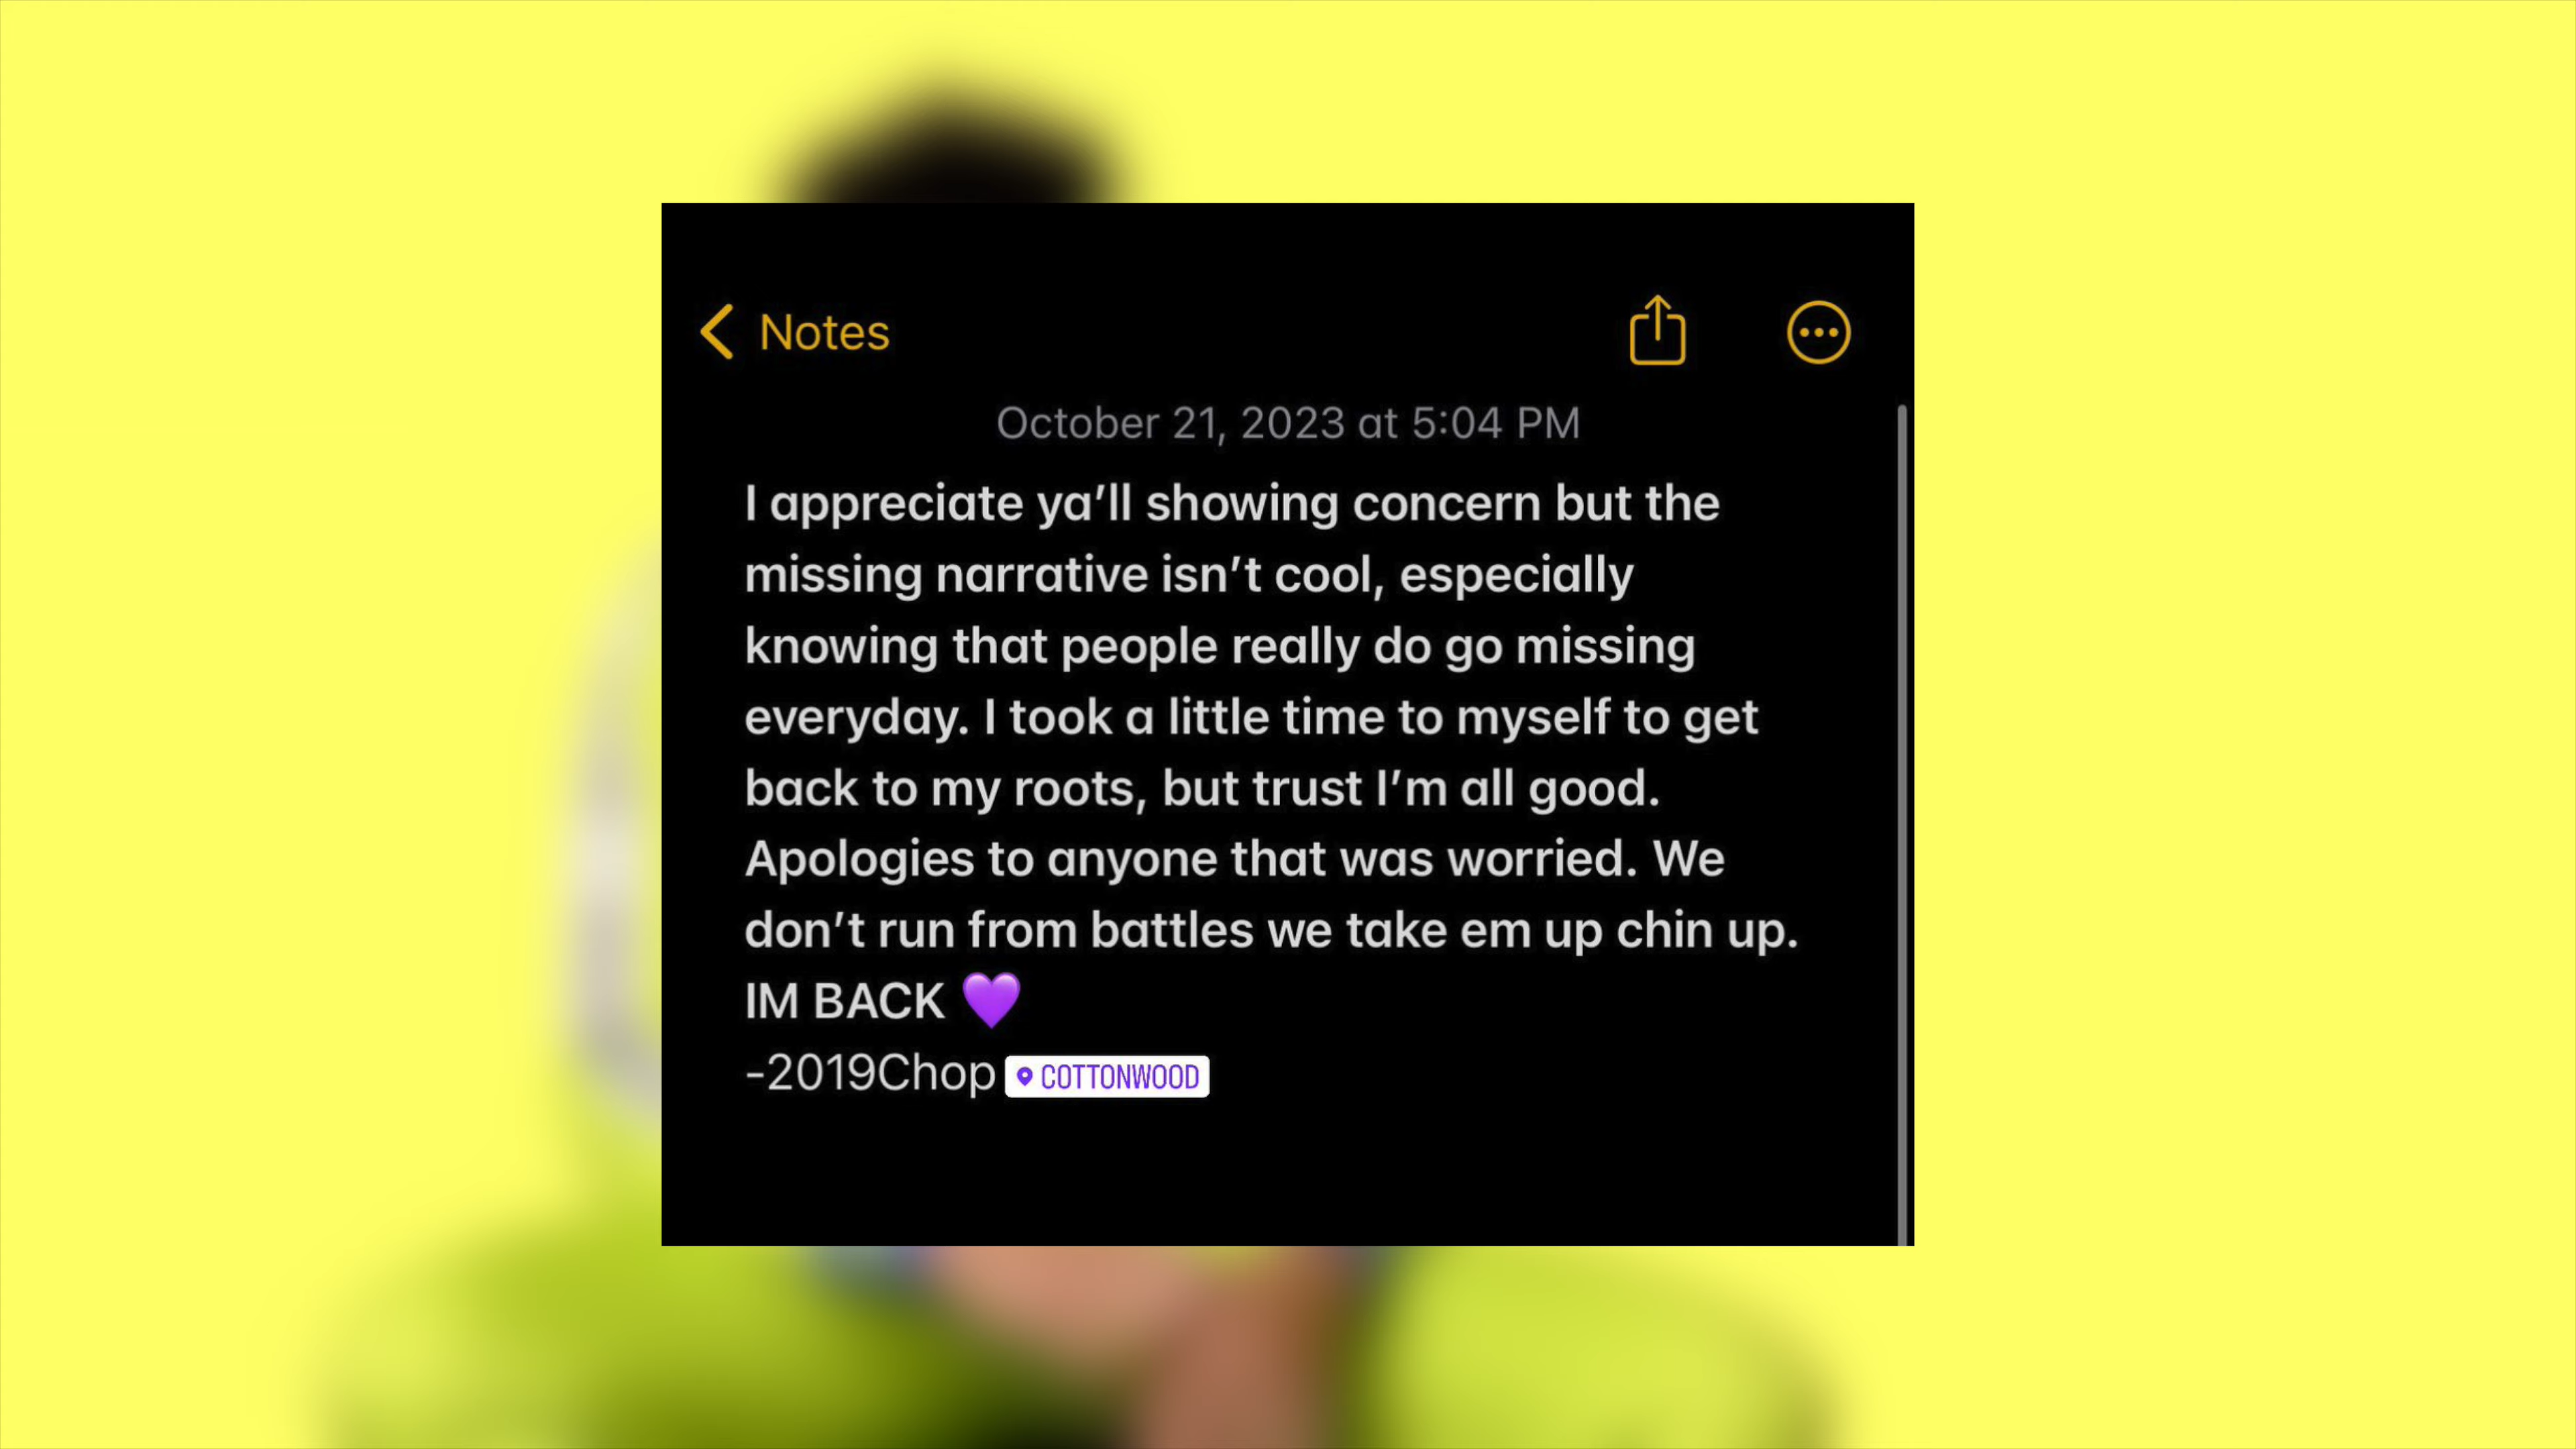 Notes
October 21, 2023 at 5:04 PM
I appreciate ya’ll showing concern but the
missing narrative isn’t cool, especially
knowing that people really do go missing
everyday. I took a little time to myself to get
back to my roots, but trust I’m all good.
Apologies to anyone that was worried. We
don’t run from battles we take em up chin up.
IM BACK 💜
-2019Chop COTTONWOOD